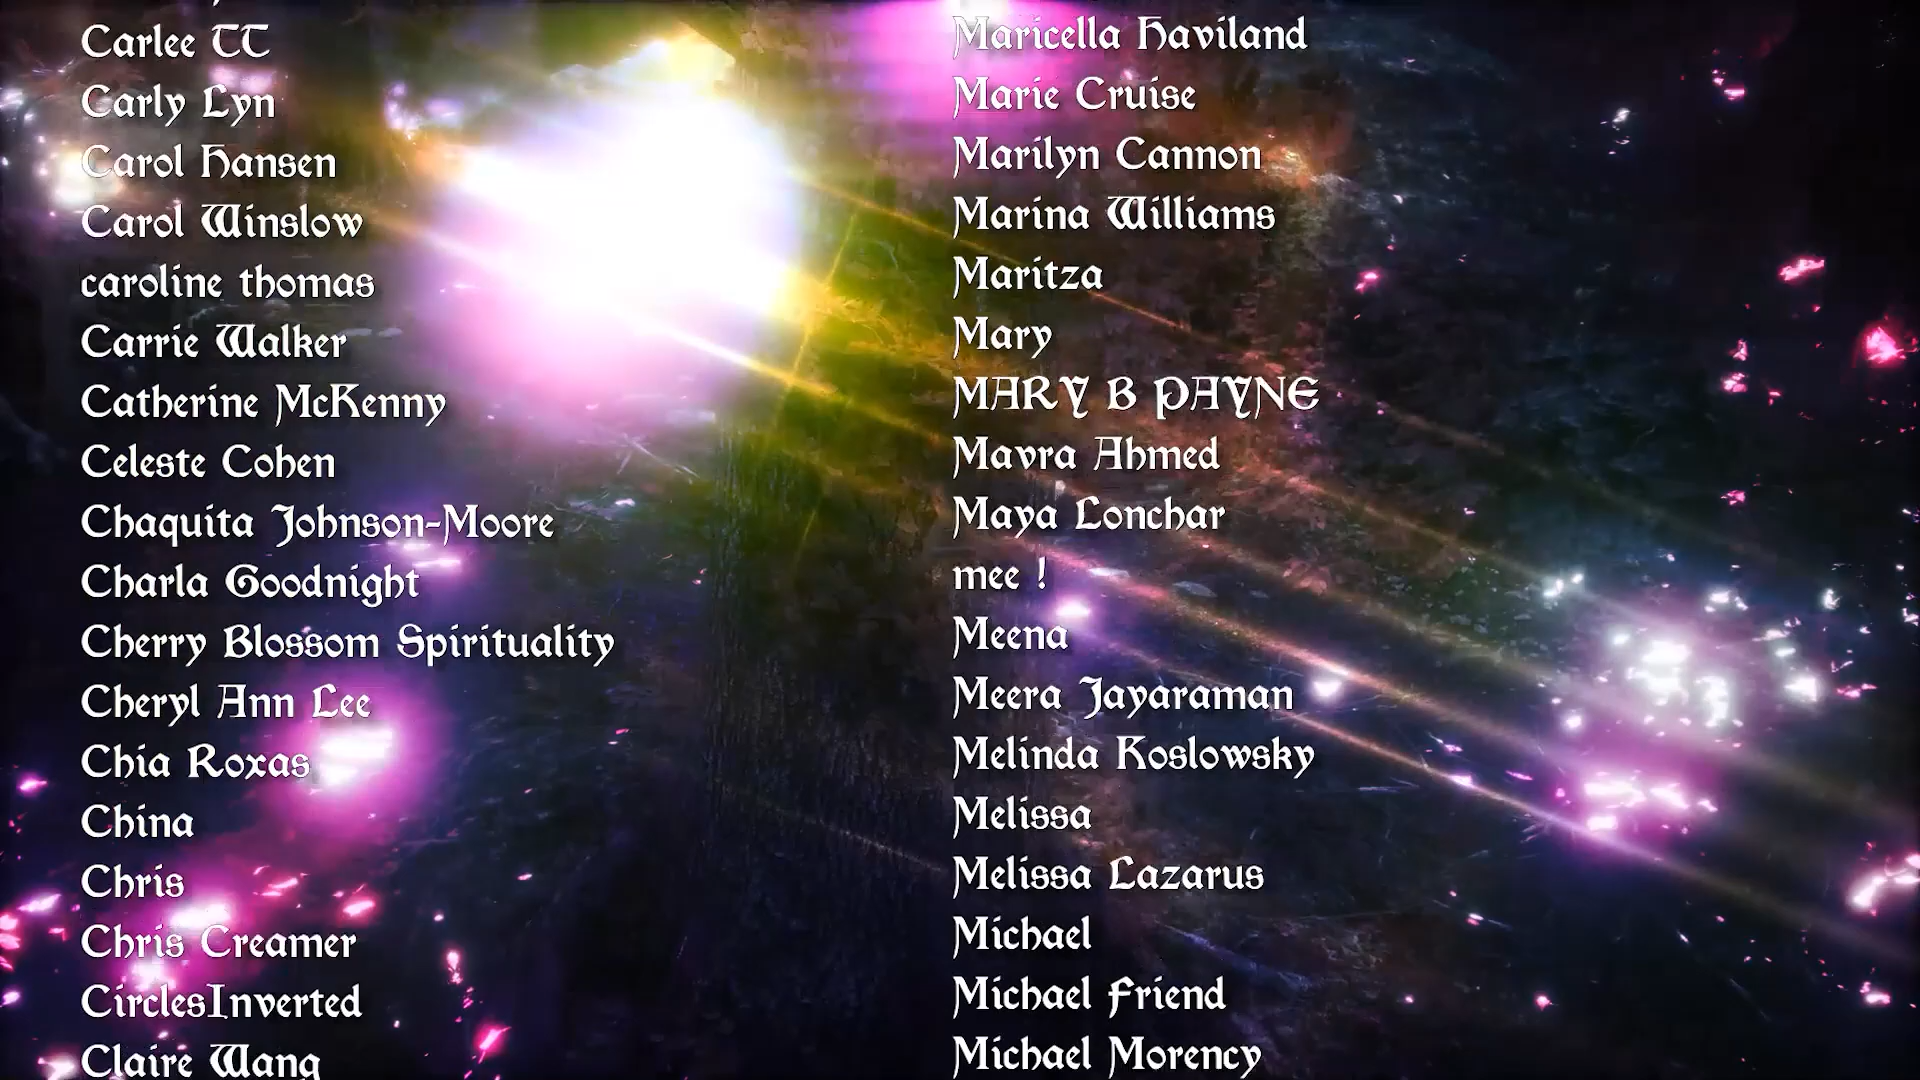 Carlee TT
Carly Lyn
Carol Hansen
Carol Winslow
caroline thomas
Carrie Walker
Catherine McKenny
Celeste Cohen
Chaquita Johnson-Moore
Charla Goodnight
Cherry Blossom Spirituality
Cheryl Ann Lee
Chia Roxas
China
Chris
Chris Creamer
CirclesInverted
Claire Wang
Maricella Haviland
Marie Cruise
Marilyn Cannon
Marina Williams
Maritza
Mary
MARY B PAYNE
Mavra Ahmed
Maya Lonchar
mee !
Meena
Meera Jayaraman
Melinda Koslowsky
Melissa
Melissa Lazarus
Michael
Michael Friend
Michael Morency